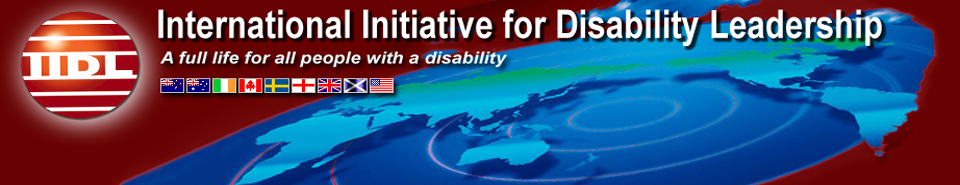 International Initiative for Disability Leadership
A full life for all people with a disability
IIDL